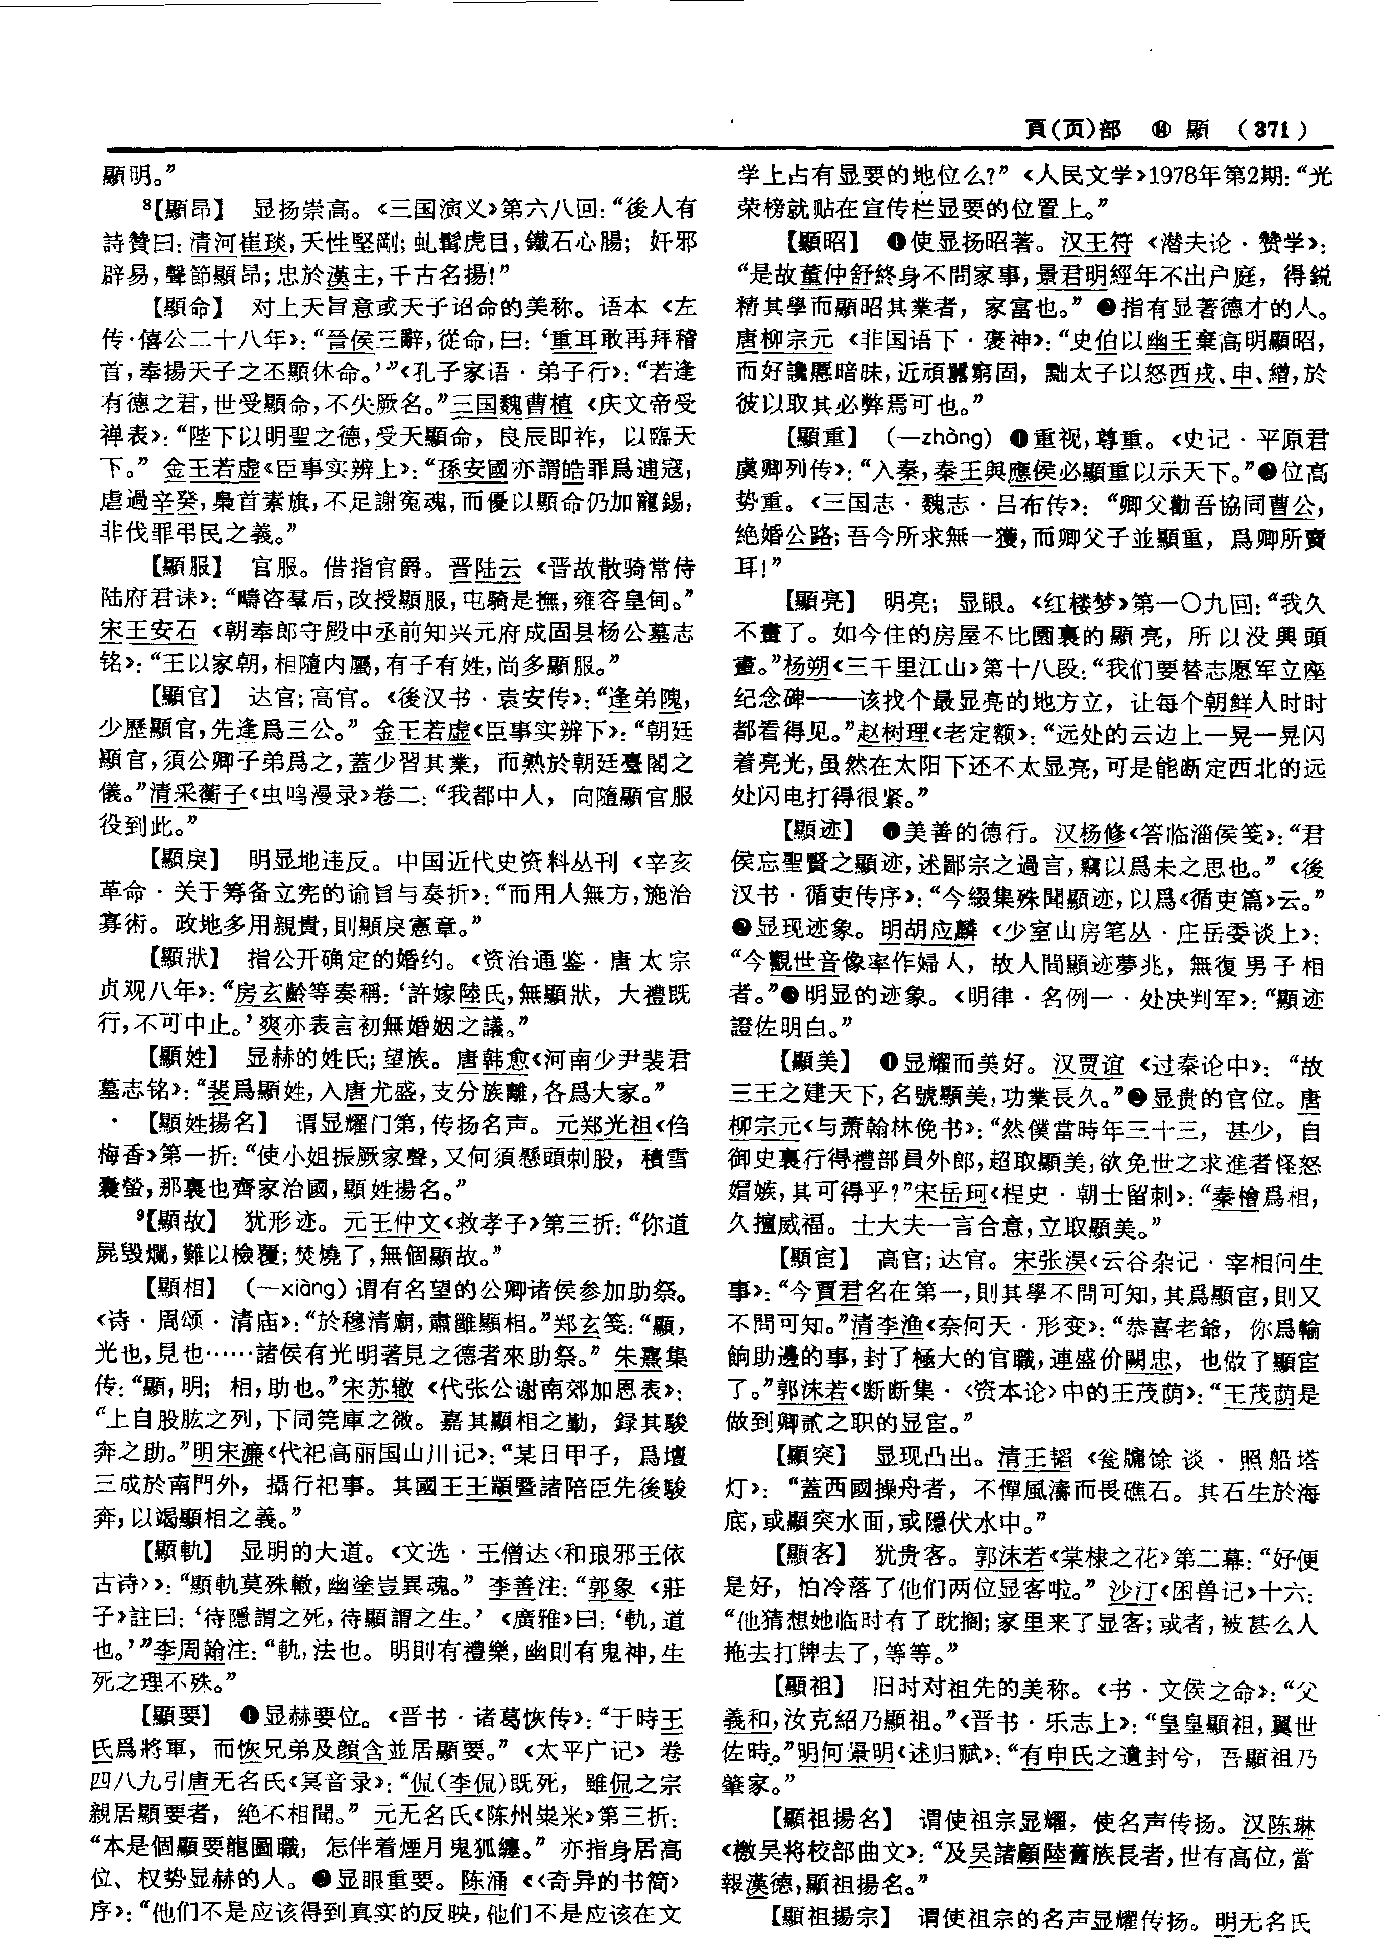 頁(页)部 ⑭ 顯 (371)
顯明。”
⁸【顯昂】 显扬崇高。《三国演义》第六八回：“後人有
詩贊曰：清河崔琰，天性堅剛；虬髯虎目，鐵石心腸；奸邪
辟易，聲節顯昂；忠於漢主，千古名揚！”
【顯命】 对上天旨意或天子诏命的美称。语本《左
传·僖公二十八年》：“晉侯三辭，從命，曰：‘重耳敢再拜稽
首，奉揚天子之丕顯休命。’”《孔子家语·弟子行》：“若逢
有德之君，世受顯命，不失厥名。”三国魏曹植《庆文帝受
禅表》：“陛下以明聖之德，受天顯命，良辰即祚，以臨天
下。” 金王若虚《臣事实辨上》：“孫安國亦謂皓罪爲逋寇，
虐過辛癸，梟首素旗，不足謝冤魂，而優以顯命仍加寵錫，
非伐罪弔民之義。”
【顯服】 官服。借指官爵。晋陆云《晋故散骑常侍
陆府君诔》：“疇咨羣后，改授顯服，屯騎是撫，雍容皇甸。”
宋王安石《朝奉郎守殿中丞前知兴元府成固县杨公墓志
铭》：“王以家朝，相隨内屬，有子有姓，尚多顯服。”
【顯官】 达官；高官。《後汉书·袁安传》：“逢弟隗，
少歷顯官，先逢爲三公。” 金王若虚《臣事实辨下》：“朝廷
顯官，須公卿子弟爲之，蓋少習其業，而熟於朝廷臺閣之
儀。”清采蘅子《虫鸣漫录》卷二：“我都中人，向隨顯官服
役到此。”
【顯戾】 明显地违反。中国近代史资料丛刊《辛亥
革命·关于筹备立宪的谕旨与奏折》：“而用人無方，施治
寡術。政地多用親貴，則顯戾憲章。”
【顯狀】 指公开确定的婚约。《资治通鉴·唐太宗
贞观八年》：“房玄齡等奏稱：‘許嫁陸氏，無顯狀，大禮既
行，不可中止。’爽亦表言初無婚姻之議。”
【顯姓】 显赫的姓氏；望族。唐韩愈《河南少尹裴君
墓志铭》：“裴爲顯姓，入唐尤盛，支分族離，各爲大家。”
【顯姓揚名】 谓显耀门第，传扬名声。元郑光祖《㑇
梅香》第一折：“使小姐振厥家聲，又何須懸頭刺股，積雪
囊螢，那裏也齊家治國，顯姓揚名。”
⁹【顯故】 犹形迹。元王仲文《救孝子》第三折：“你道
屍毁爛，難以檢覆；焚燒了，無個顯故。”
【顯相】 (—xiàng)谓有名望的公卿诸侯参加助祭。
《诗·周颂·清庙》：“於穆清廟，肅雝顯相。”郑玄笺：“顯，
光也，見也……諸侯有光明著見之德者來助祭。” 朱熹集
传：“顯，明；相，助也。”宋苏辙《代张公谢南郊加恩表》：
“上自股肱之列，下同筦庫之微。嘉其顯相之勤，録其駿
奔之助。”明宋濂《代祀高丽国山川记》：“某日甲子，爲壇
三成於南門外，攝行祀事。其國王王顓暨諸陪臣先後駿
奔，以竭顯相之義。”
【顯軌】 显明的大道。《文选·王僧达〈和琅邪王依
古诗〉》：“顯軌莫殊轍，幽塗豈異魂。” 李善注：“郭象《莊
子》註曰：‘待隱謂之死，待顯謂之生。’《廣雅》曰：‘軌，道
也。’”李周翰注：“軌，法也。明則有禮樂，幽則有鬼神，生
死之理不殊。”
【顯要】 ❶显赫要位。《晋书·诸葛恢传》：“于時王
氏爲將軍，而恢兄弟及顔含並居顯要。”《太平广记》卷
四八九引唐无名氏《冥音录》：“侃(李侃)既死，雖侃之宗
親居顯要者，絶不相聞。” 元无名氏《陈州粜米》第三折：
“本是個顯要龍圖職，怎伴着煙月鬼狐纏。” 亦指身居高
位、权势显赫的人。❷显眼重要。陈涌《〈奇异的书简〉
序》：“他们不是应该得到真实的反映，他们不是应该在文
学上占有显要的地位么？”《人民文学》1978年第2期：“光
荣榜就贴在宣传栏显要的位置上。”
【顯昭】 ❶使显扬昭著。汉王符《潜夫论·赞学》：
“是故董仲舒終身不問家事，景君明經年不出户庭，得鋭
精其學而顯昭其業者，家富也。” ❷指有显著德才的人。
唐柳宗元《非国语下·褒神》：“史伯以幽王棄高明顯昭，
而好讒慝暗昧，近頑嚚窮固，黜太子以怒西戎、申、繒，於
彼以取其必弊焉可也。”
【顯重】 (—zhòng)❶重视，尊重。《史记·平原君
虞卿列传》：“入秦，秦王與應侯必顯重以示天下。”❷位高
势重。《三国志·魏志·吕布传》：“卿父勸吾協同曹公，
絶婚公路；吾今所求無一獲，而卿父子並顯重，爲卿所賣
耳！”
【顯亮】 明亮；显眼。《红楼梦》第一〇九回：“我久
不畫了。如今住的房屋不比園裏的顯亮，所以没興頭
畫。”杨朔《三千里江山》第十八段：“我们要替志愿军立座
纪念碑——该找个最显亮的地方立，让每个朝鲜人时时
都看得见。”赵树理《老定额》：“远处的云边上一晃一晃闪
着亮光，虽然在太阳下还不太显亮，可是能断定西北的远
处闪电打得很紧。”
【顯迹】 ❶美善的德行。汉杨修《答临淄侯笺》：“君
侯忘聖賢之顯迹，述鄙宗之過言，竊以爲未之思也。”《後
汉书·循吏传序》：“今綴集殊聞顯迹，以爲《循吏篇》云。”
❷显现迹象。明胡应麟《少室山房笔丛·庄岳委谈上》：
“今觀世音像率作婦人，故人間顯迹夢兆，無復男子相
者。”❸明显的迹象。《明律·名例一·处决判军》：“顯迹
證佐明白。”
【顯美】 ❶显耀而美好。汉贾谊《过秦论中》：“故
三王之建天下，名號顯美，功業長久。”❷显贵的官位。唐
柳宗元《与萧翰林俛书》：“然僕當時年三十三，甚少，自
御史裏行得禮部員外郎，超取顯美，欲免世之求進者怪怒
媢嫉，其可得乎？”宋岳珂《桯史·朝士留刺》：“秦檜爲相，
久擅威福。士大夫一言合意，立取顯美。”
【顯宦】 高官；达官。宋张淏《云谷杂记·宰相问生
事》：“今賈君名在第一，則其學不問可知，其爲顯宦，則又
不問可知。”清李渔《奈何天·形变》：“恭喜老爺，你爲輸
餉助邊的事，封了極大的官職，連盛价闕忠，也做了顯宦
了。”郭沫若《断断集·〈资本论〉中的王茂荫》：“王茂荫是
做到卿贰之职的显宦。”
【顯突】 显现凸出。清王韬《瓮牖馀谈·照船塔
灯》：“蓋西國操舟者，不憚風濤而畏礁石。其石生於海
底，或顯突水面，或隱伏水中。”
【顯客】 犹贵客。郭沫若《棠棣之花》第二幕：“好便
是好，怕冷落了他们两位显客啦。” 沙汀《困兽记》十六：
“他猜想她临时有了耽搁；家里来了显客；或者，被甚么人
拖去打牌去了，等等。”
【顯祖】 旧时对祖先的美称。《书·文侯之命》：“父
義和，汝克紹乃顯祖。”《晋书·乐志上》：“皇皇顯祖，翼世
佐時。”明何景明《述归赋》：“有申氏之遺封兮，吾顯祖乃
肇家。”
【顯祖揚名】 谓使祖宗显耀，使名声传扬。汉陈琳
《檄吴将校部曲文》：“及吴諸顧陸舊族長者，世有高位，當
報漢德，顯祖揚名。”
【顯祖揚宗】 谓使祖宗的名声显耀传扬。明无名氏